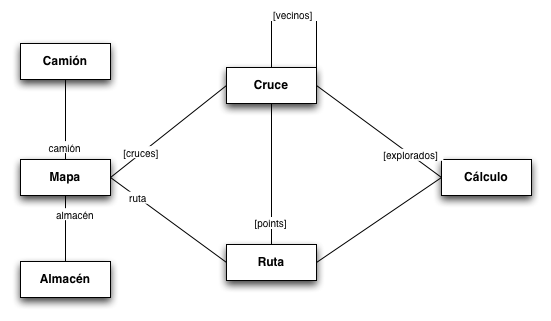 [vecinos]
Camión
Cruce
camión
[cruces]
[explorados]
Mapa
Cálculo
ruta
almacén
[points]
Ruta
Almacén